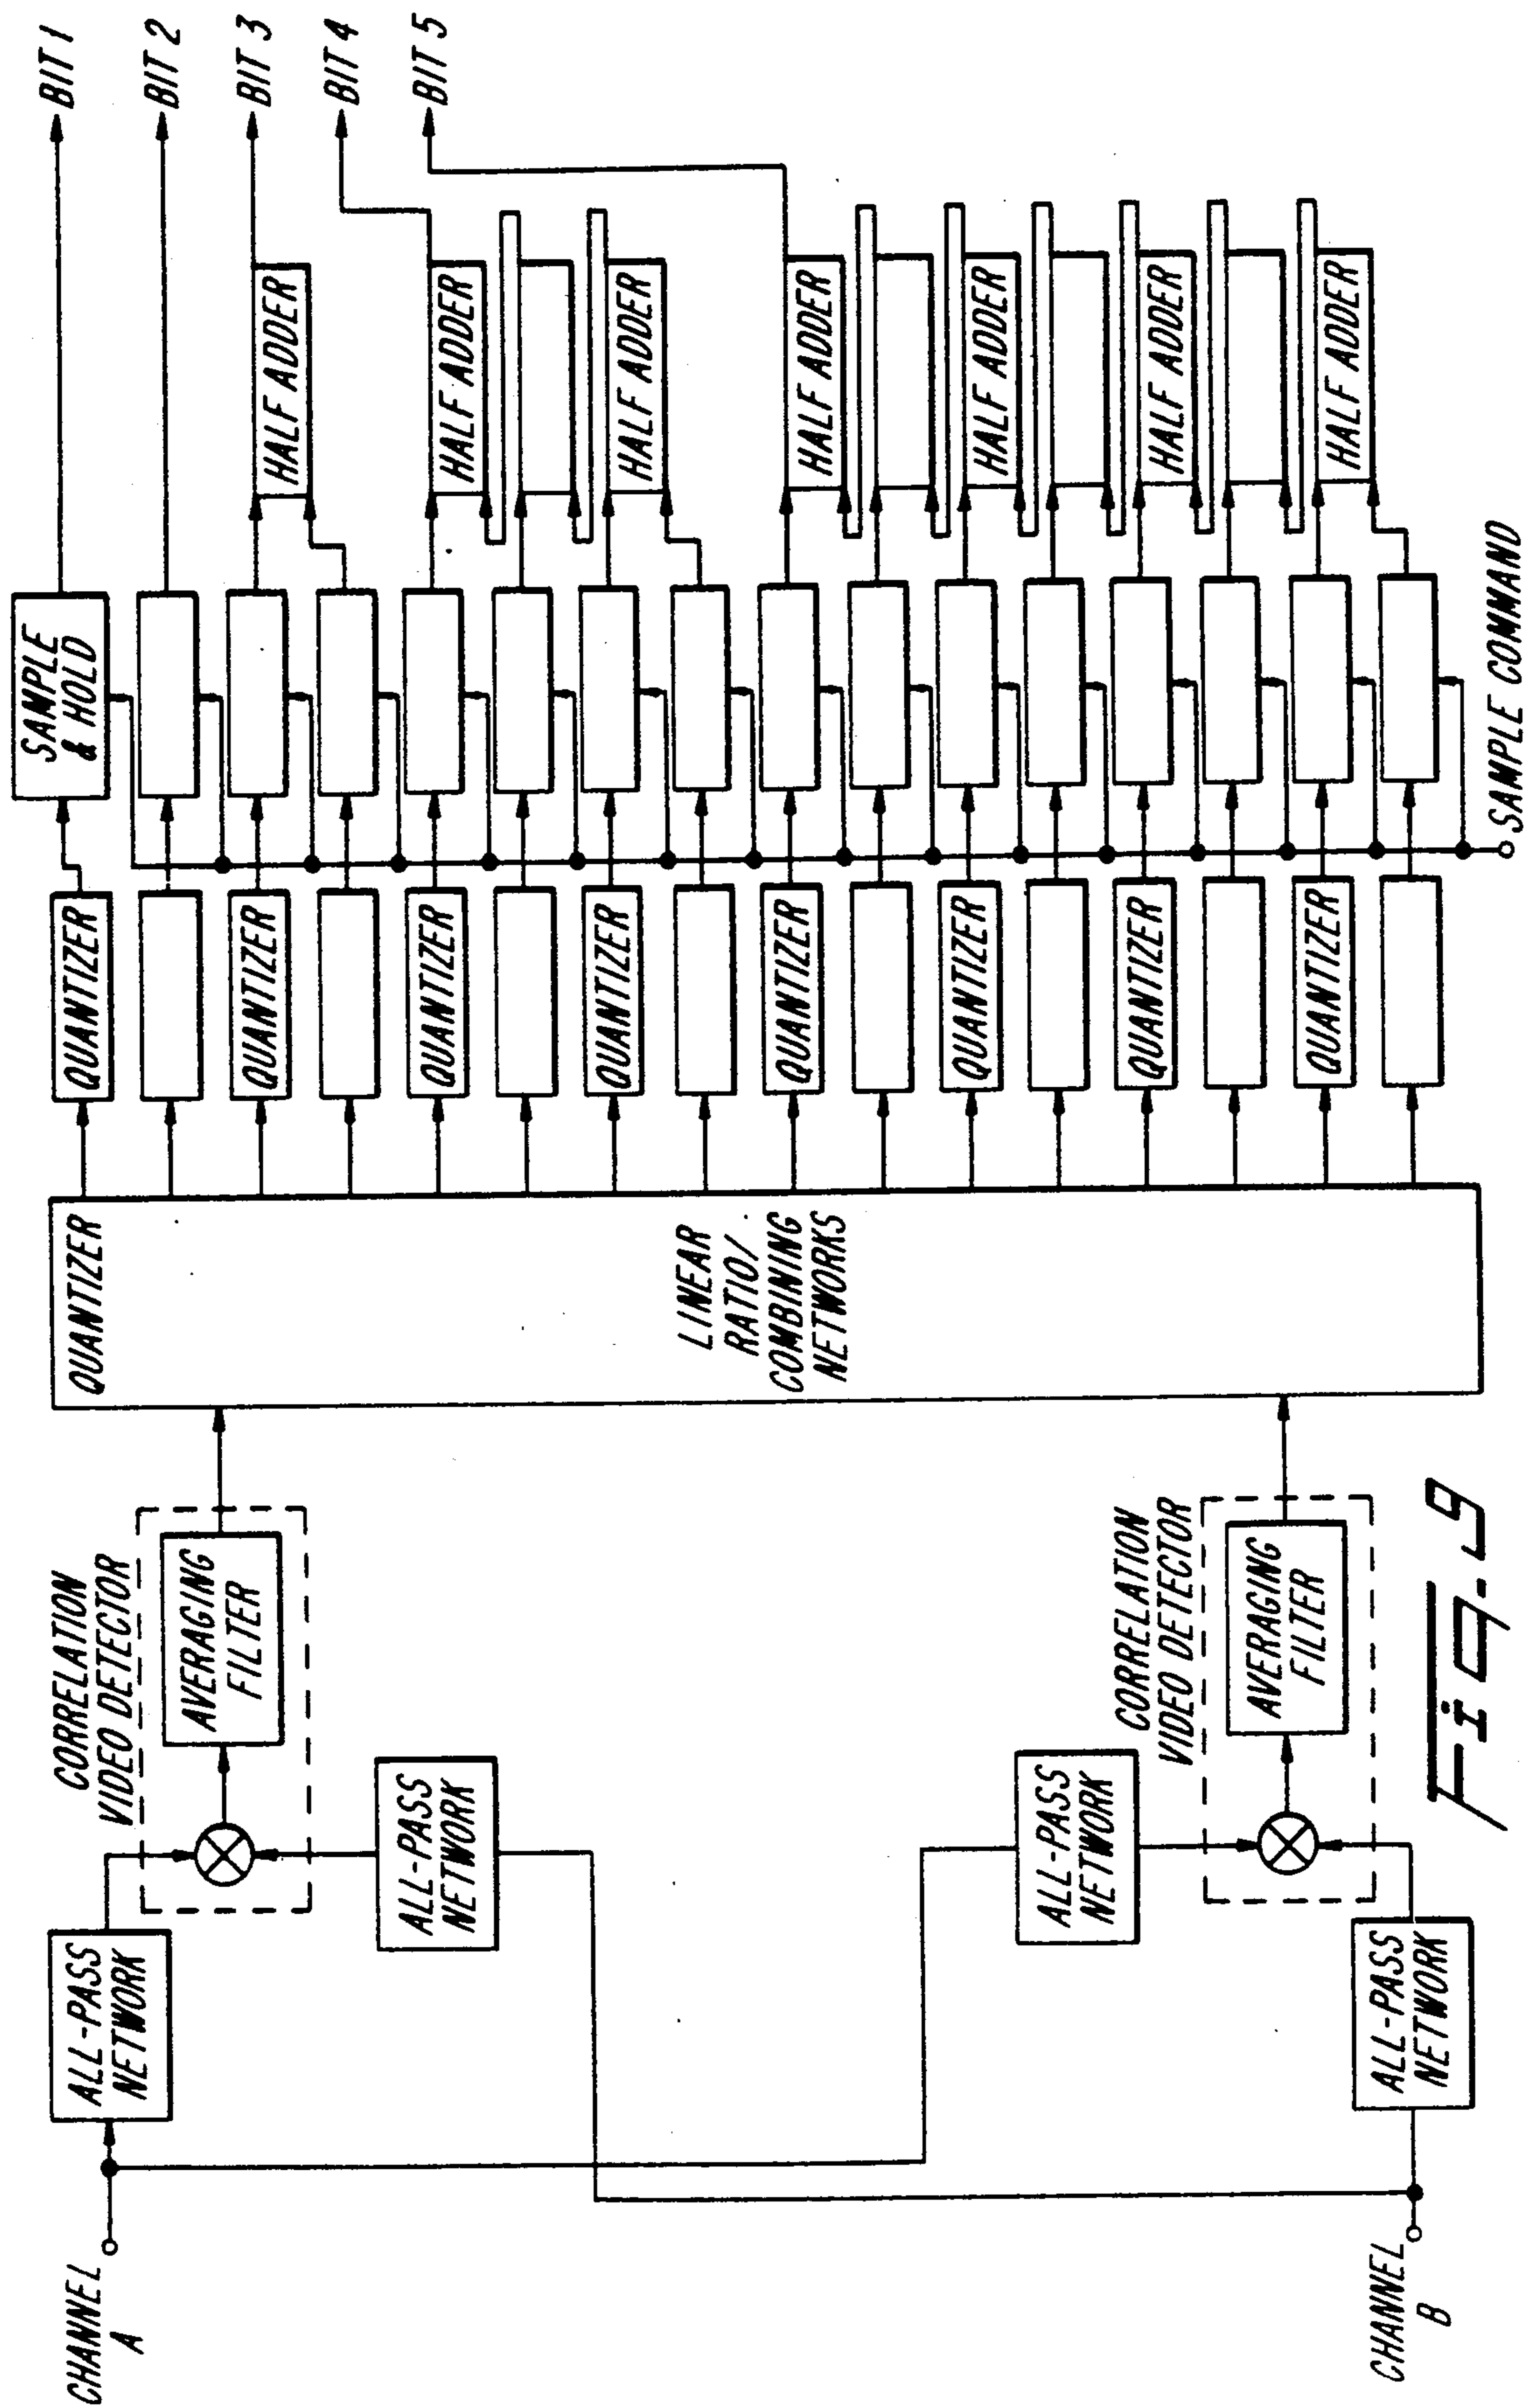 CHANNEL
A
ALL-PASS
NETWORK
CORRELATION
VIDEO DETECTOR
AVERAGING
FILTER
ALL-PASS
NETWORK
ALL-PASS
NETWORK
CORRELATION
VIDEO DETECTOR
AVERAGING
FILTER
CHANNEL
B
ALL-PASS
NETWORK
QUANTIZER
LINEAR
RATIO/
COMBINING
NETWORKS
QUANTIZER
QUANTIZER
QUANTIZER
QUANTIZER
QUANTIZER
QUANTIZER
QUANTIZER
QUANTIZER
SAMPLE
& HOLD
SAMPLE COMMAND
HALF ADDER
HALF ADDER
HALF ADDER
HALF ADDER
HALF ADDER
HALF ADDER
HALF ADDER
BIT 1
BIT 2
BIT 3
BIT 4
BIT 5
Fig. 9